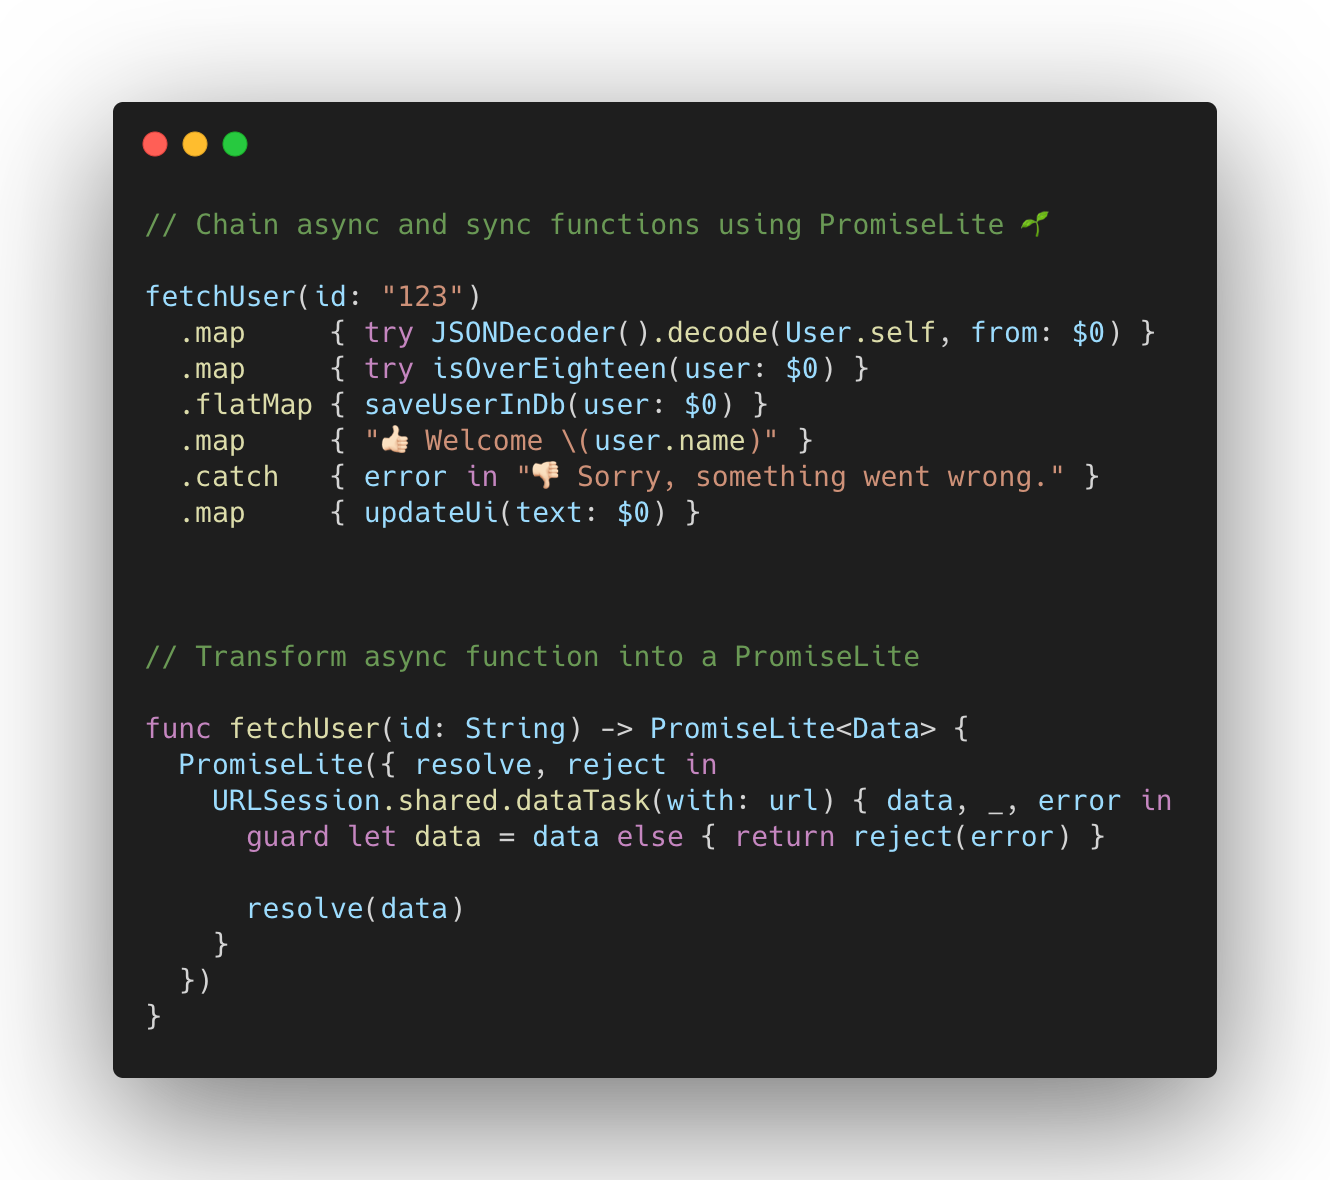 // Chain async and sync functions using PromiseLite 🌱
fetchUser(id: "123")
  .map     { try JSONDecoder().decode(User.self, from: $0) }
  .map     { try isOverEighteen(user: $0) }
  .flatMap { saveUserInDb(user: $0) }
  .map     { "👍🏻 Welcome \(user.name)" }
  .catch   { error in "👎🏻 Sorry, something went wrong." }
  .map     { updateUi(text: $0) }
// Transform async function into a PromiseLite
func fetchUser(id: String) -> PromiseLite<Data> {
  PromiseLite({ resolve, reject in
    URLSession.shared.dataTask(with: url) { data, _, error in
      guard let data = data else { return reject(error) }
      resolve(data)
    }
  })
}